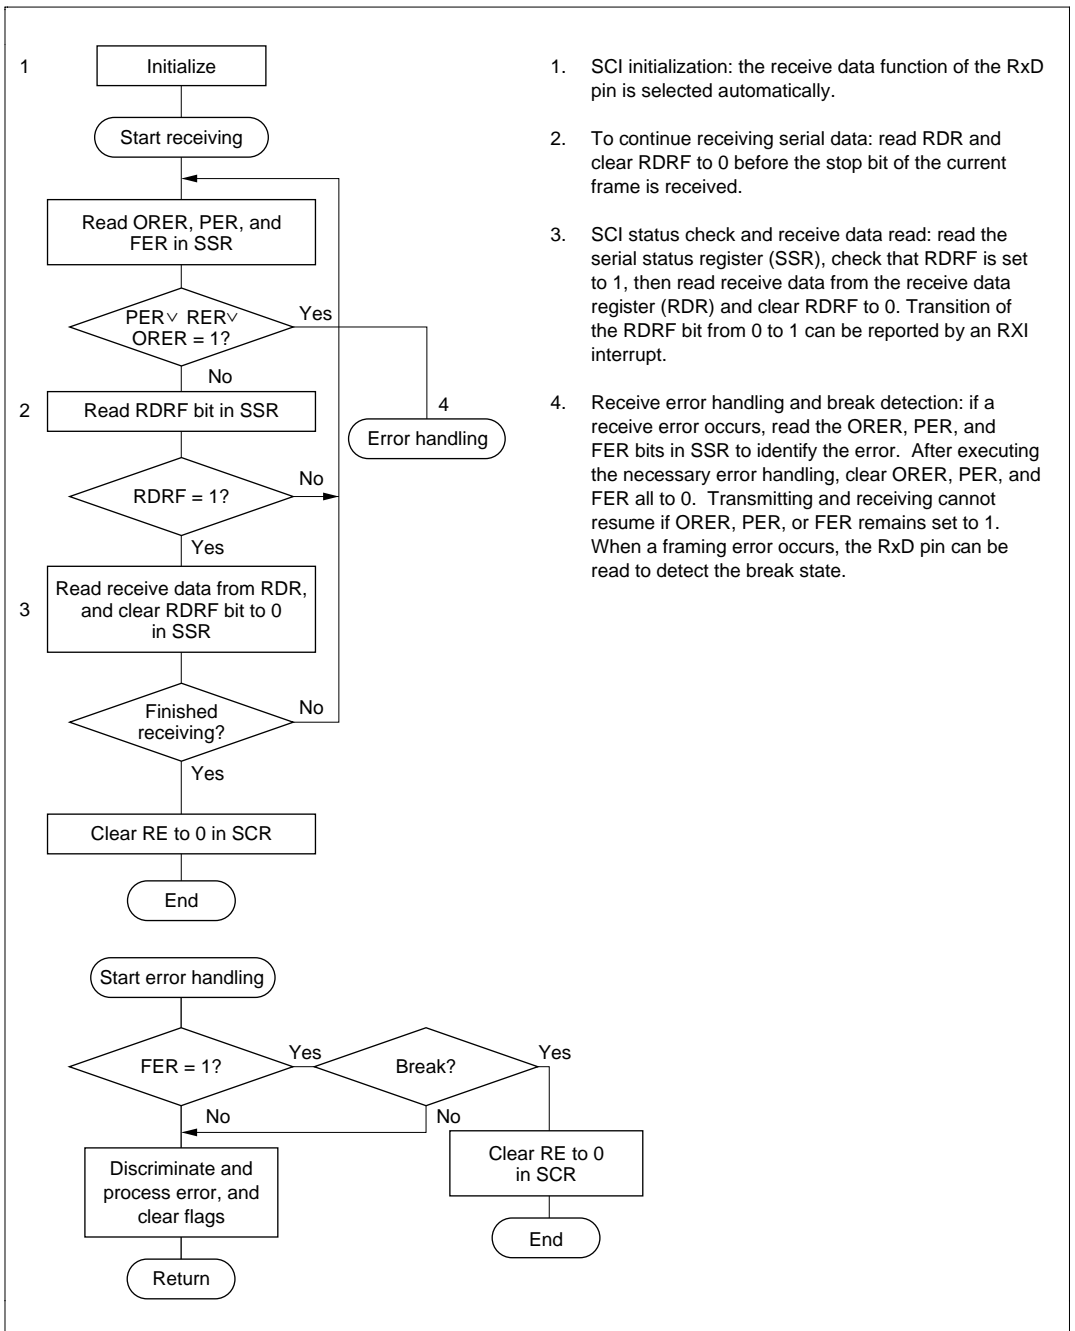 1
Initialize
Start receiving
Read ORER, PER, and
FER in SSR
PER∨ RER∨
ORER = 1?
Yes
No
2
Read RDRF bit in SSR
4
Error handling
RDRF = 1?
No
Yes
3
Read receive data from RDR,
and clear RDRF bit to 0
in SSR
Finished
receiving?
No
Yes
Clear RE to 0 in SCR
End
1. SCI initialization: the receive data function of the RxD
pin is selected automatically.
2. To continue receiving serial data: read RDR and
clear RDRF to 0 before the stop bit of the current
frame is received.
3. SCI status check and receive data read: read the
serial status register (SSR), check that RDRF is set
to 1, then read receive data from the receive data
register (RDR) and clear RDRF to 0. Transition of
the RDRF bit from 0 to 1 can be reported by an RXI
interrupt.
4. Receive error handling and break detection: if a
receive error occurs, read the ORER, PER, and
FER bits in SSR to identify the error. After executing
the necessary error handling, clear ORER, PER, and
FER all to 0. Transmitting and receiving cannot
resume if ORER, PER, or FER remains set to 1.
When a framing error occurs, the RxD pin can be
read to detect the break state.
Start error handling
FER = 1?
Yes
Break?
Yes
No
No
Clear RE to 0
in SCR
Discriminate and
process error, and
clear flags
End
Return